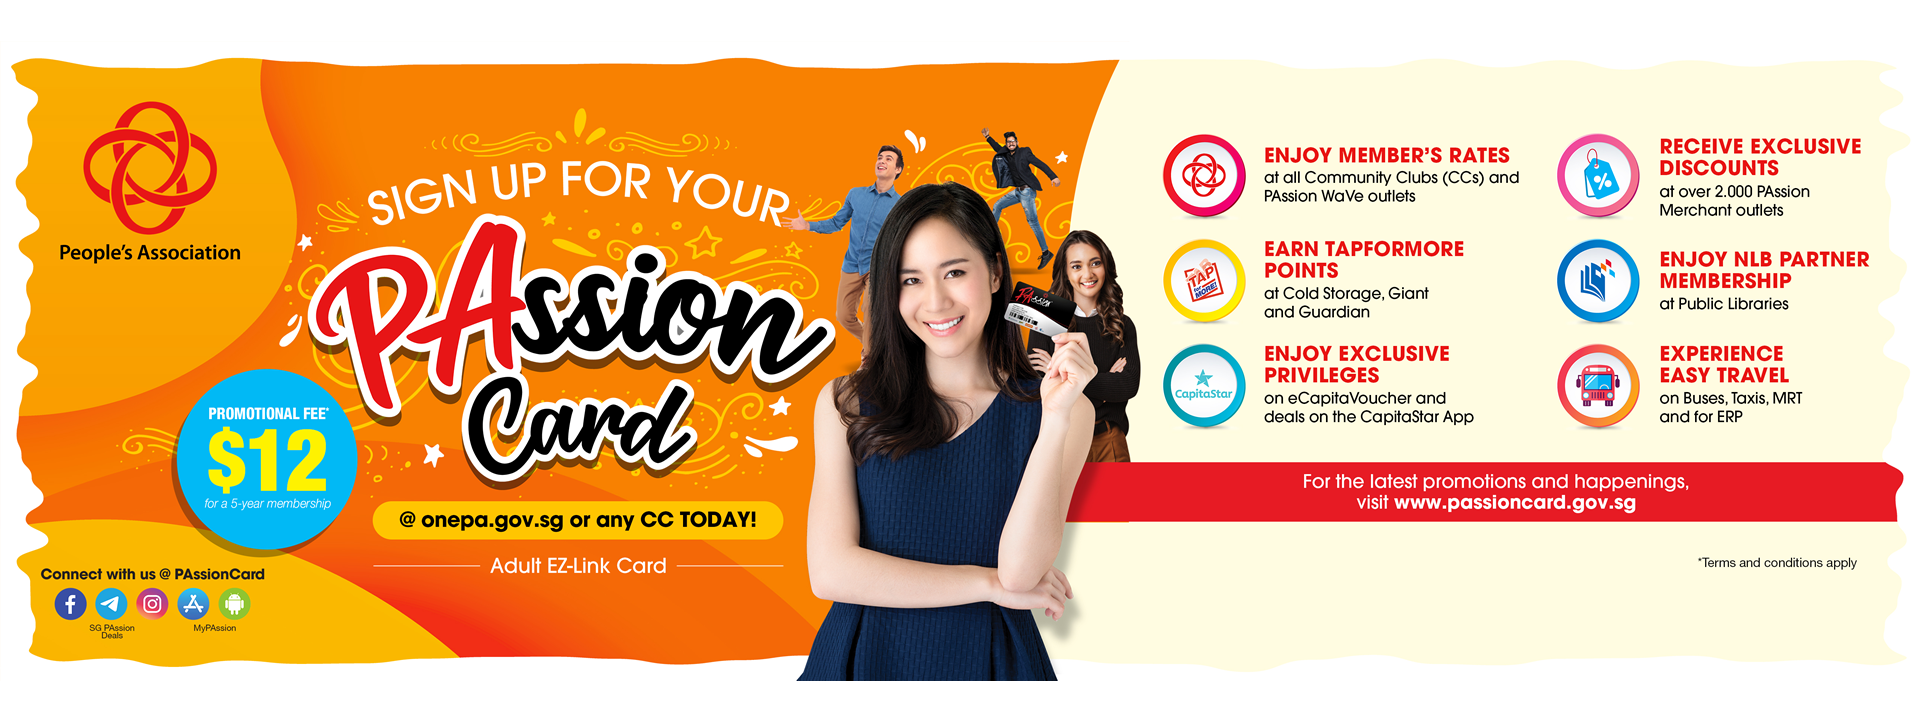 People's Association
SIGN UP FOR YOUR
PAssion
Card
PROMOTIONAL FEE*
$12
for a 5-year membership
@ onepa.gov.sg or any CC TODAY!
Adult EZ-Link Card
Connect with us @ PAssionCard
SG PAssion
Deals
MyPAssion
PAssion
ENJOY MEMBER'S RATES
at all Community Clubs (CCs) and
PAssion WaVe outlets
TAP
for
MORE!
EARN TAPFORMORE
POINTS
at Cold Storage, Giant
and Guardian
CapitaStar
ENJOY EXCLUSIVE
PRIVILEGES
on eCapitaVoucher and
deals on the CapitaStar App
RECEIVE EXCLUSIVE
DISCOUNTS
at over 2.000 PAssion
Merchant outlets
ENJOY NLB PARTNER
MEMBERSHIP
at Public Libraries
EXPERIENCE
EASY TRAVEL
on Buses, Taxis, MRT
and for ERP
For the latest promotions and happenings,
visit www.passioncard.gov.sg
*Terms and conditions apply